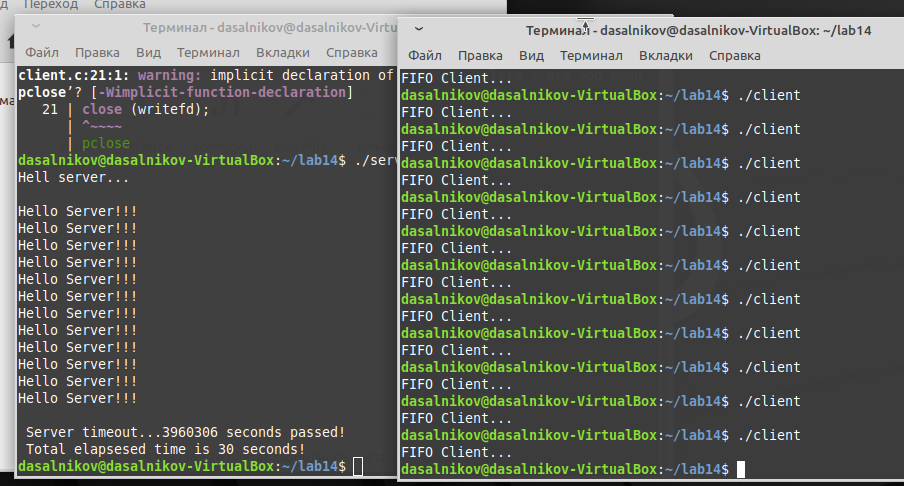 д Переход Справка
Терминал - dasalnikov@dasalnikov-Virtu
Файл Правка Вид Терминал Вкладки Справка
client.c:21:1: warning: implicit declaration of
pclose’? [-Wimplicit-function-declaration]
21 | close (writefd);
| ^~~~~
| pclose
dasalnikov@dasalnikov-VirtualBox:~/lab14$ ./serv
Hell server...
Hello Server!!!
Hello Server!!!
Hello Server!!!
Hello Server!!!
Hello Server!!!
Hello Server!!!
Hello Server!!!
Hello Server!!!
Hello Server!!!
Hello Server!!!
Hello Server!!!
Hello Server!!!
Server timeout...3960306 seconds passed!
Total elapsesed time is 30 seconds!
dasalnikov@dasalnikov-VirtualBox:~/lab14$
Терминал - dasalnikov@dasalnikov-VirtualBox: ~/lab14
Файл Правка Вид Терминал Вкладки Справка
FIFO Client...
dasalnikov@dasalnikov-VirtualBox:~/lab14$ ./client
FIFO Client...
dasalnikov@dasalnikov-VirtualBox:~/lab14$ ./client
FIFO Client...
dasalnikov@dasalnikov-VirtualBox:~/lab14$ ./client
FIFO Client...
dasalnikov@dasalnikov-VirtualBox:~/lab14$ ./client
FIFO Client...
dasalnikov@dasalnikov-VirtualBox:~/lab14$ ./client
FIFO Client...
dasalnikov@dasalnikov-VirtualBox:~/lab14$ ./client
FIFO Client...
dasalnikov@dasalnikov-VirtualBox:~/lab14$ ./client
FIFO Client...
dasalnikov@dasalnikov-VirtualBox:~/lab14$ ./client
FIFO Client...
dasalnikov@dasalnikov-VirtualBox:~/lab14$ ./client
FIFO Client...
dasalnikov@dasalnikov-VirtualBox:~/lab14$ ./client
FIFO Client...
dasalnikov@dasalnikov-VirtualBox:~/lab14$ ./client
FIFO Client...
dasalnikov@dasalnikov-VirtualBox:~/lab14$